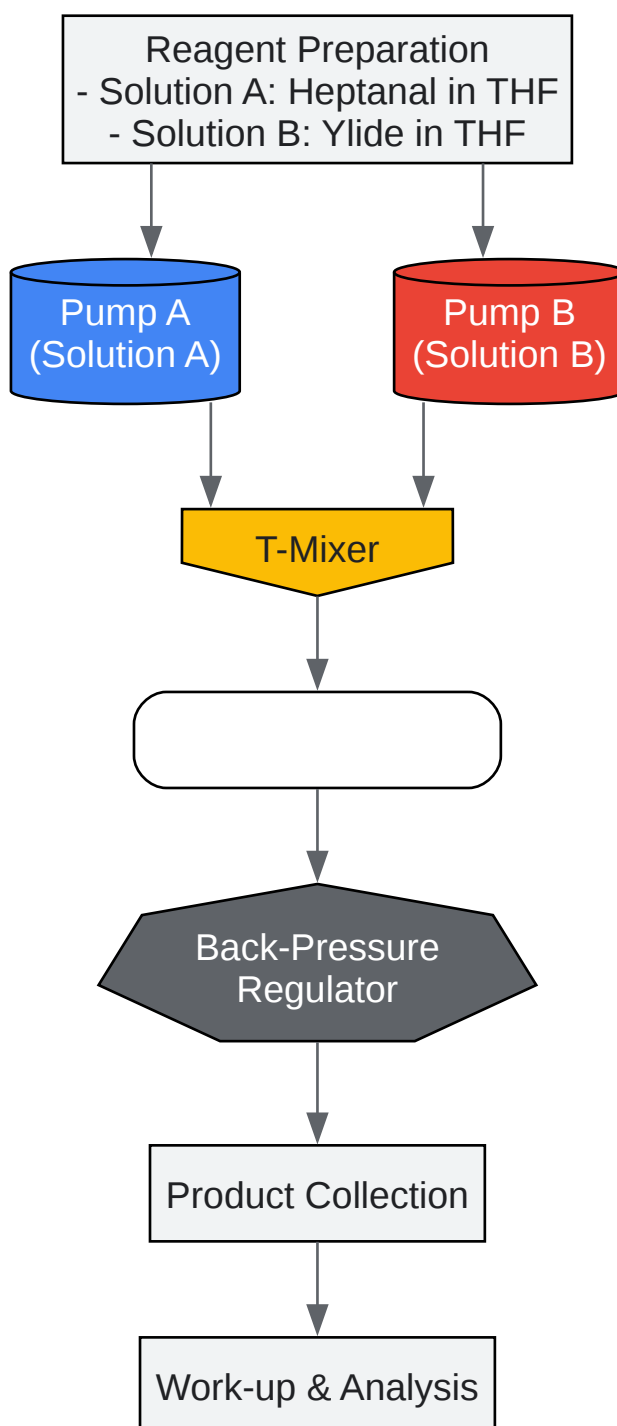 Reagent Preparation
- Solution A: Heptanal in THF
- Solution B: Ylide in THF
Pump A
(Solution A)
Pump B
(Solution B)
T-Mixer
Back-Pressure
Regulator
Product Collection
Work-up & Analysis